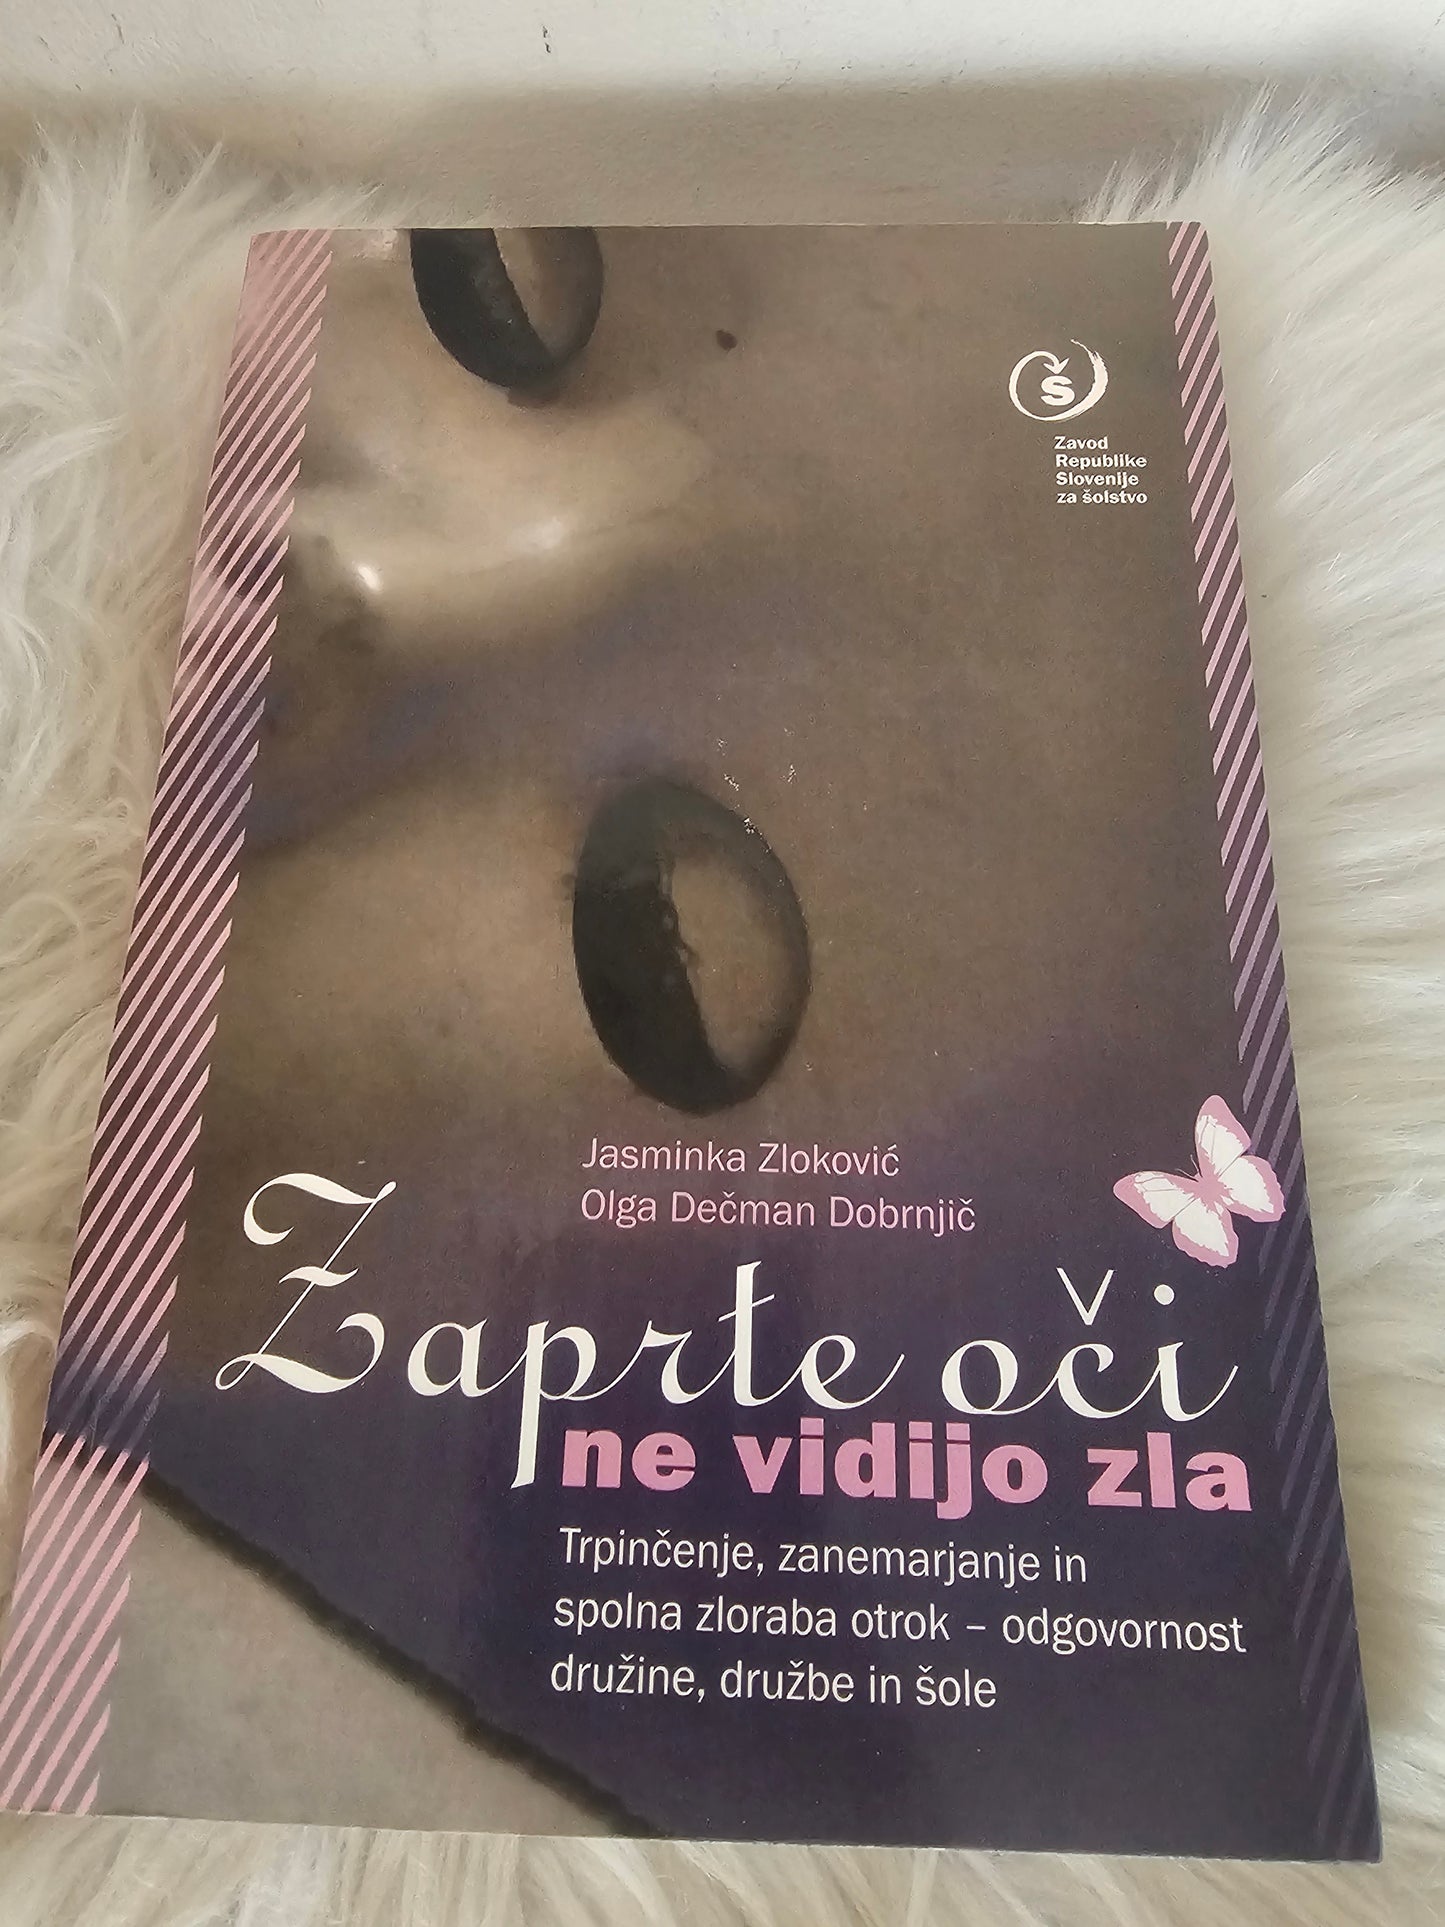 š
Zavod
Republike
Slovenije
za šolstvo
Jasminka Zloković
Olga Dečman Dobrnjič
Zaprte oči
ne vidijo zla
Trpinčenje, zanemarjanje in
spolna zloraba otrok – odgovornost
družine, družbe in šole